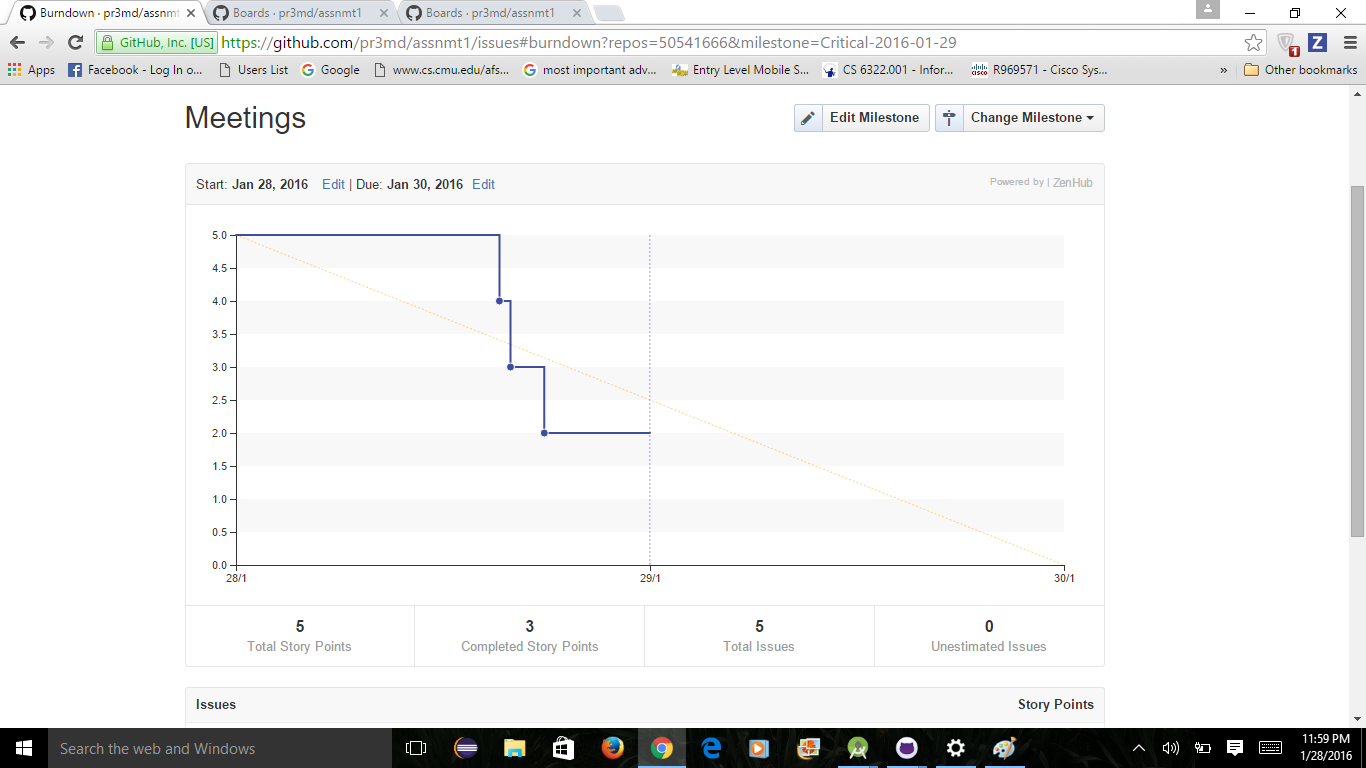 Burndown · pr3md/assnmt
Boards · pr3md/assnmt1
Boards · pr3md/assnmt1
GitHub, Inc. [US]
https://github.com/pr3md/assnmt1/issues#burndown?repos=50541666&milestone=Critical-2016-01-29
1
Z
Apps
Facebook - Log In o...
Users List
Google
www.cs.cmu.edu/afs...
most important adv...
Entry Level Mobile S...
CS 6322.001 - Infor...
R969571 - Cisco Sys...
»
Other bookmarks
Meetings
Edit Milestone
Change Milestone
Start: Jan 28, 2016 Edit | Due: Jan 30, 2016 Edit
Powered by | ZenHub
5.0
4.5
4.0
3.5
3.0
2.5
2.0
1.5
1.0
0.5
0.0
28/1
29/1
30/1
5
Total Story Points
3
Completed Story Points
5
Total Issues
0
Unestimated Issues
Issues
Story Points
Search the web and Windows
11:59 PM
1/28/2016